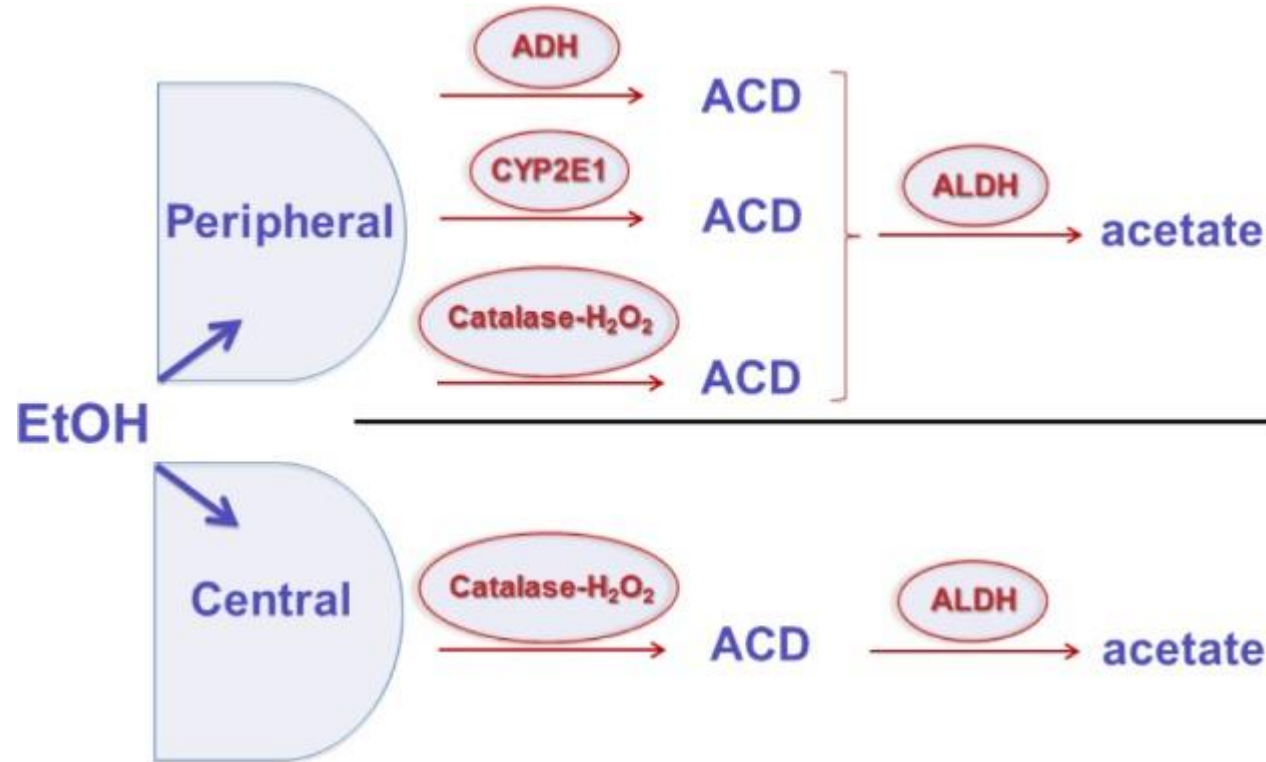 ADH
ACD
CYP2E1
ALDH
Peripheral
ACD
acetate
Catalase-H₂O₂
ACD
EtOH
Catalase-H₂O₂
ALDH
Central
ACD
acetate